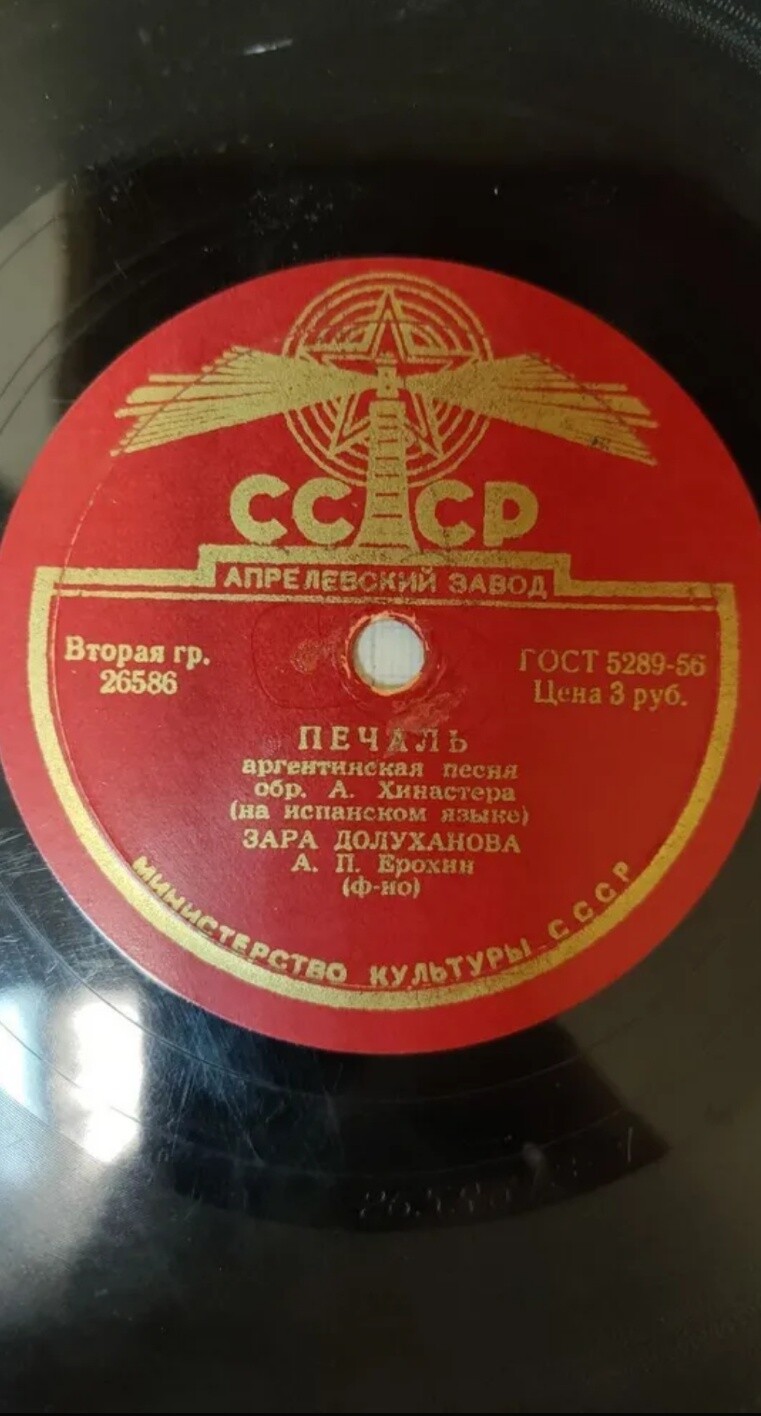 СССР
АПРЕЛЕВСКИЙ ЗАВОД
Вторая гр.
26586
ГОСТ 5289-56
Цена 3 руб.
ПЕЧАЛЬ
аргентинская песня
обр. А. Хинастера
(на испанском языке)
ЗАРА ДОЛУХАНОВА
А. П. Ерохин
(ф-но)
МИНИСТЕРСТВО КУЛЬТУРЫ СССР